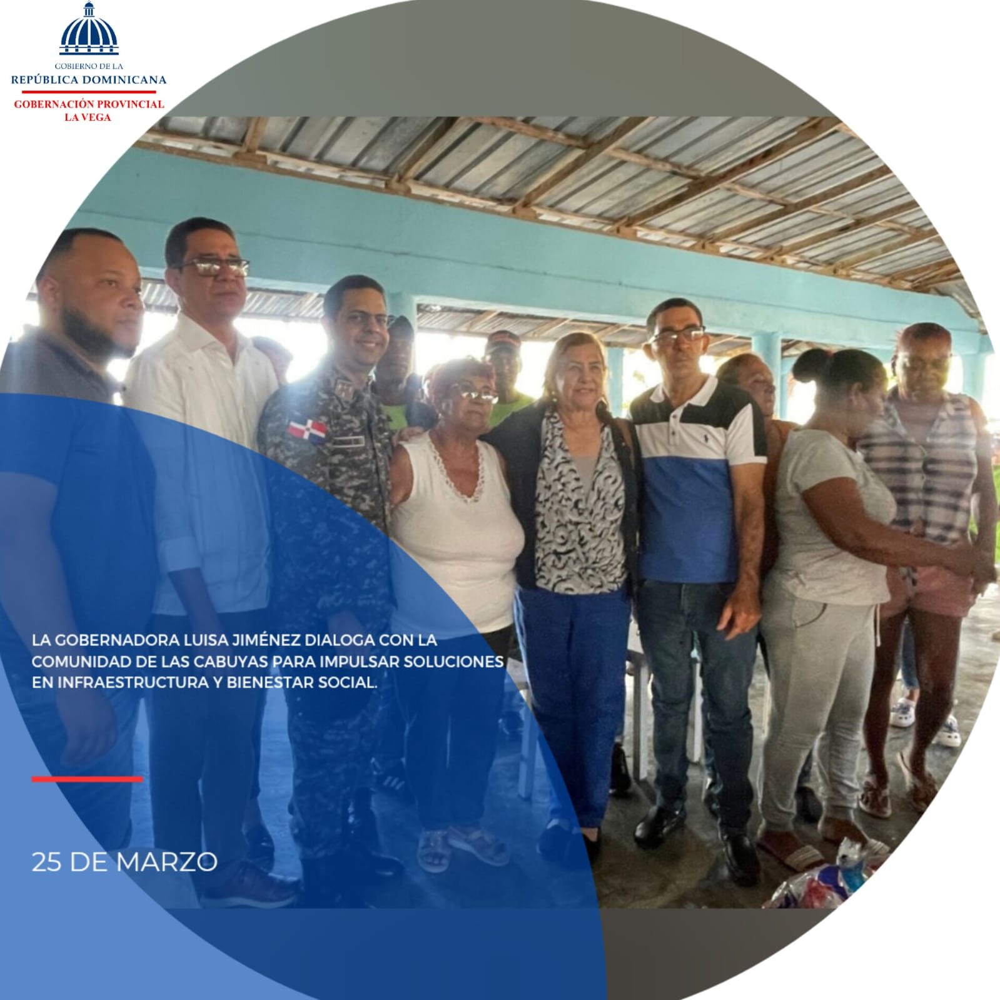 GOBIERNO DE LA
REPÚBLICA DOMINICANA
GOBERNACIÓN PROVINCIAL
LA VEGA
LA GOBERNADORA LUISA JIMÉNEZ DIALOGA CON LA
COMUNIDAD DE LAS CABUYAS PARA IMPULSAR SOLUCIONES
EN INFRAESTRUCTURA Y BIENESTAR SOCIAL.
25 DE MARZO